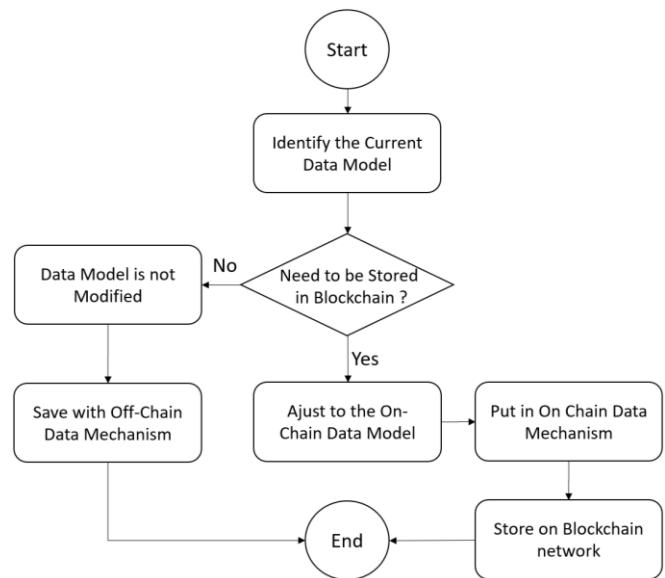 Start
Identify the Current
Data Model
Need to be Stored
in Blockchain ?
No
Data Model is not
Modified
Save with Off-Chain
Data Mechanism
Yes
Ajust to the On-
Chain Data Model
Put in On Chain Data
Mechanism
Store on Blockchain
network
End